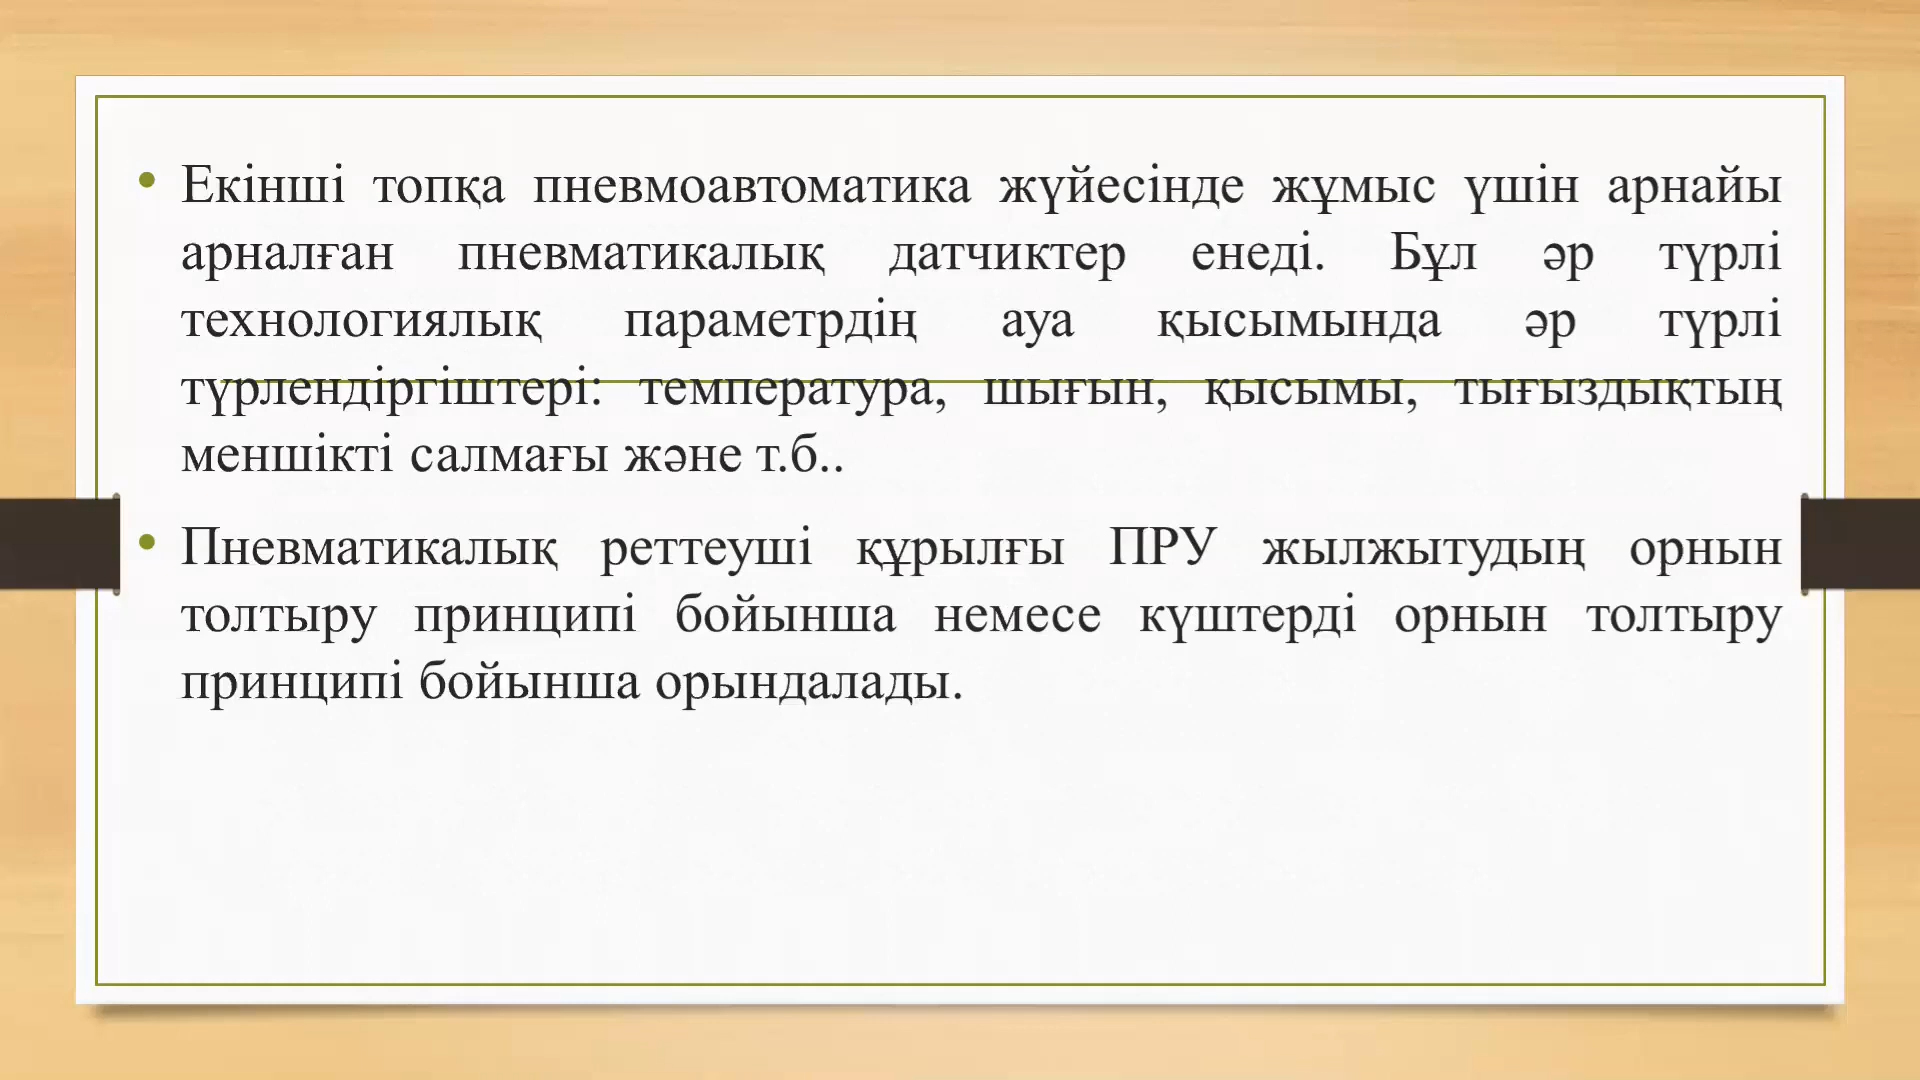 • Екінші топқа пневмоавтоматика жүйесінде жұмыс үшін арнайы
арналған пневматикалық датчиктер енеді. Бұл әр түрлі
технологиялық параметрдің ауа қысымында әр түрлі
түрлендіргіштері: температура, шығын, қысымы, тығыздықтың
меншікті салмағы және т.б..
• Пневматикалық реттеуші құрылғы ПРУ жылжытудың орнын
толтыру принципі бойынша немесе күштерді орнын толтыру
принципі бойынша орындалады.